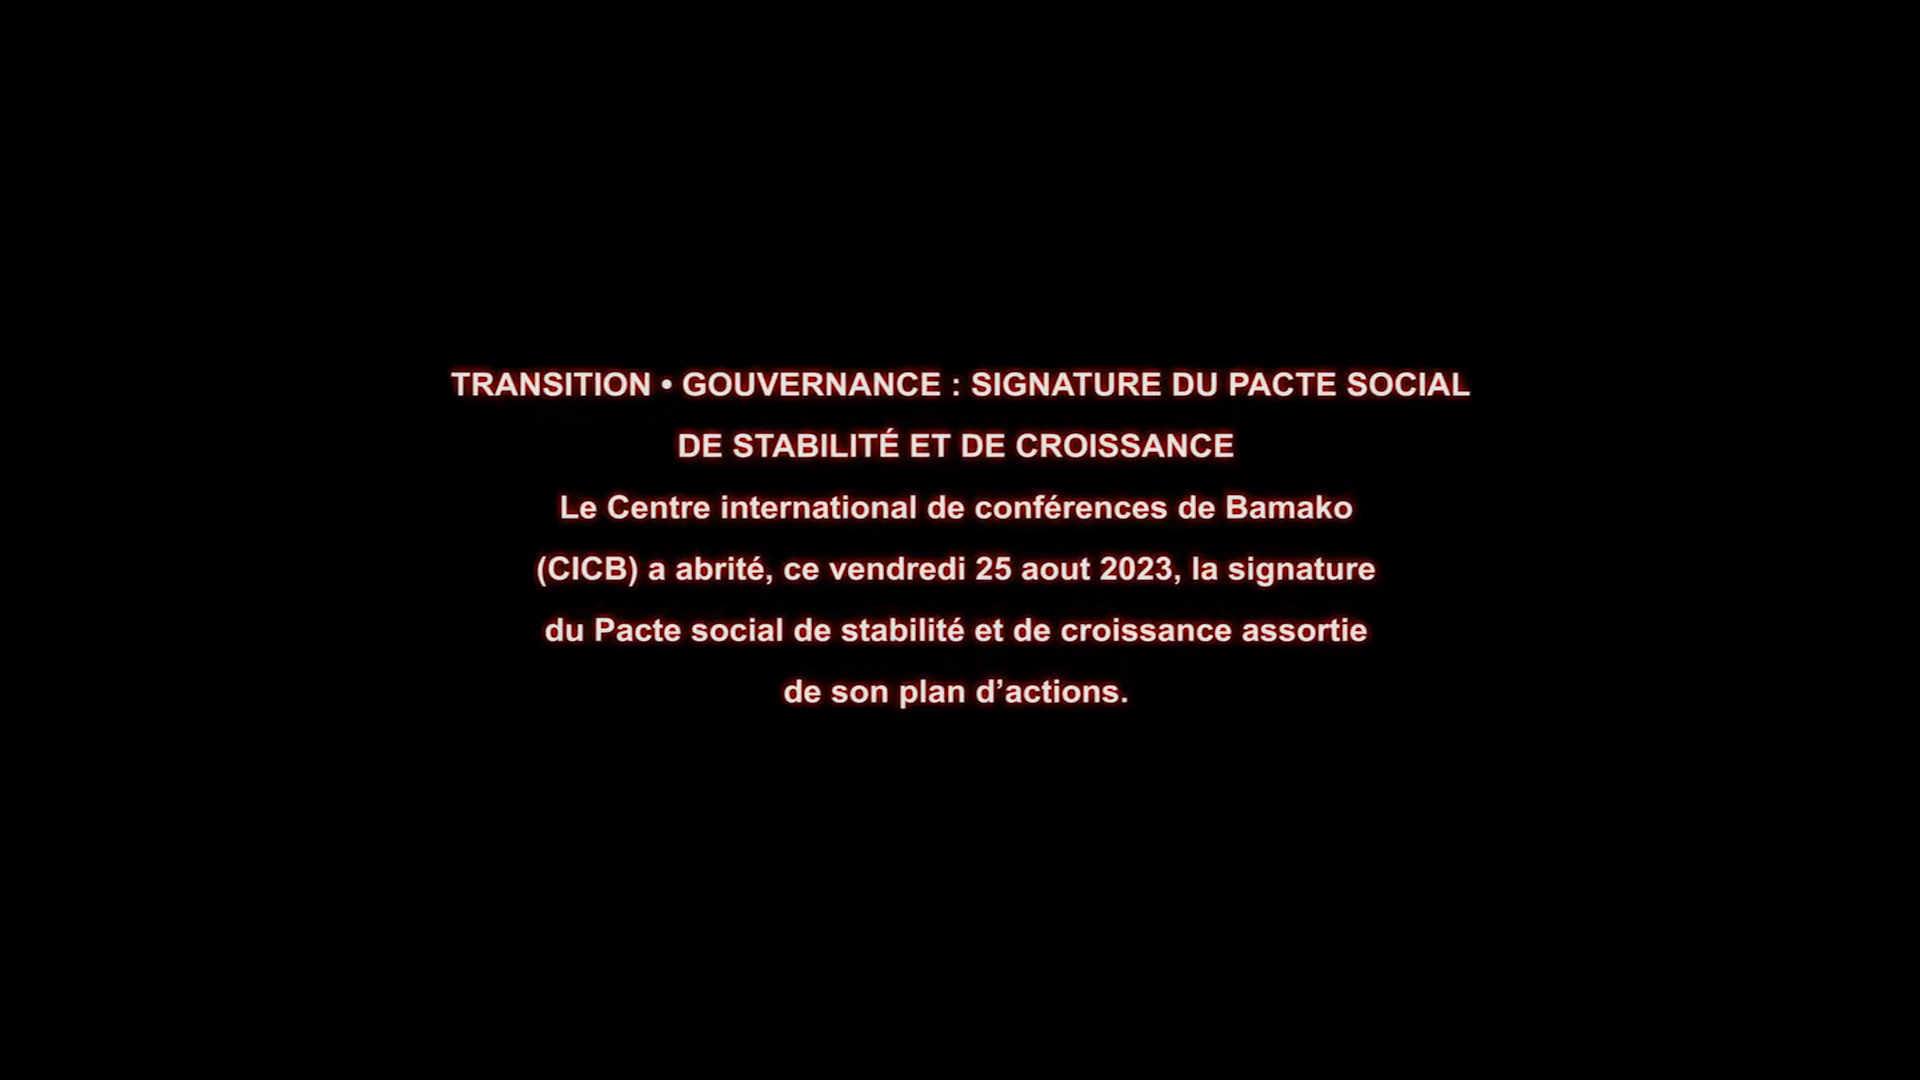 TRANSITION • GOUVERNANCE : SIGNATURE DU PACTE SOCIAL
DE STABILITÉ ET DE CROISSANCE
Le Centre international de conférences de Bamako
(CICB) a abrité, ce vendredi 25 aout 2023, la signature
du Pacte social de stabilité et de croissance assortie
de son plan d’actions.